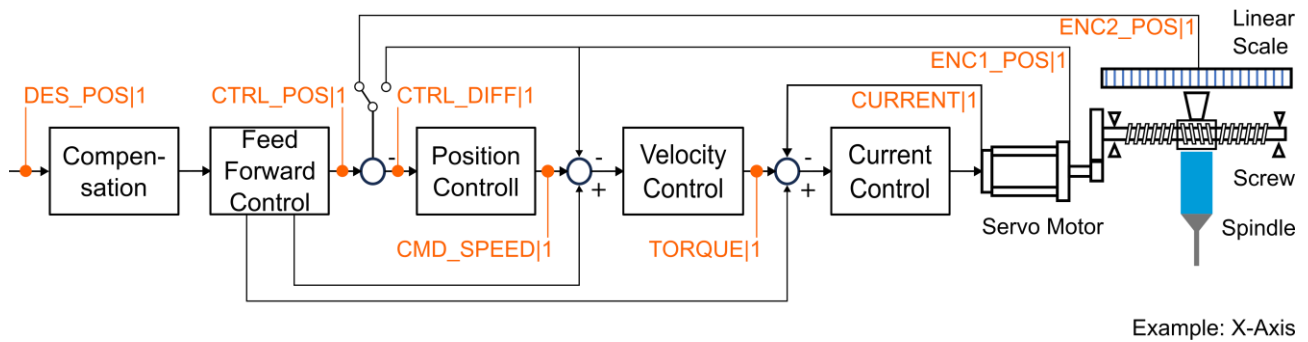 ENC2_POS|1
Linear
Scale
ENC1_POS|1
DES_POS|1
CTRL_POS|1
CTRL_DIFF|1
CURRENT|1
Compen-
sation
Feed
Forward
Control
-
Position
Controll
-
+
Velocity
Control
-
+
Current
Control
Servo Motor
Screw
Spindle
CMD_SPEED|1
TORQUE|1
Example: X-Axis